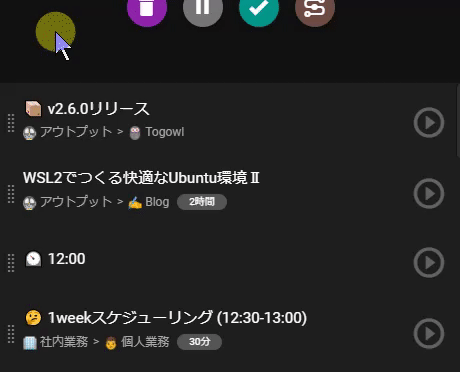 v2.6.0リリース
アウトプット > Togowl
WSL2でつくる快適なUbuntu環境Ⅱ
アウトプット > Blog 2時間
12:00
1weekスケジューリング (12:30-13:00)
社内業務 > 個人業務 30分